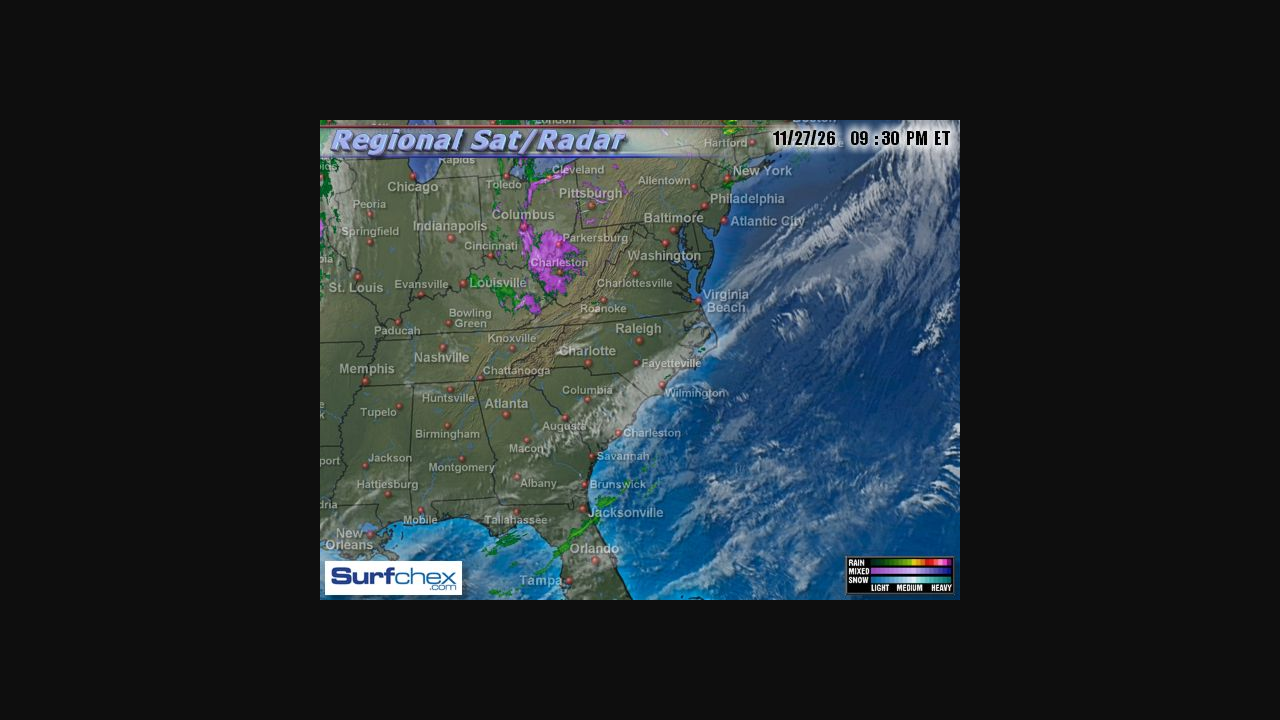 London
Boston
Regional Sat/Radar
11/27/26 09 : 30 PM ET
Hartford
Rapids
Cleveland
New York
Chicago
Toledo
Allentown
Pittsburgh
Philadelphia
Peoria
Columbus
Baltimore
Atlantic City
Indianapolis
Springfield
Parkersburg
Cincinnati
Washington
Charleston
St. Louis
Evansville
Louisville
Charlottesville
Virginia
Beach
Roanoke
Bowling
Green
Paducah
Raleigh
Knoxville
Nashville
Charlotte
Fayetteville
Memphis
Chattanooga
Columbia
Wilmington
Huntsville
Atlanta
Tupelo
Augusta
Birmingham
Charleston
Macon
Jackson
Savannah
Montgomery
Hattiesburg
Albany
Brunswick
Jacksonville
Mobile
Tallahassee
New
Orleans
Orlando
Tampa
Surfchex
.com
RAIN
MIXED
SNOW
LIGHT MEDIUM HEAVY